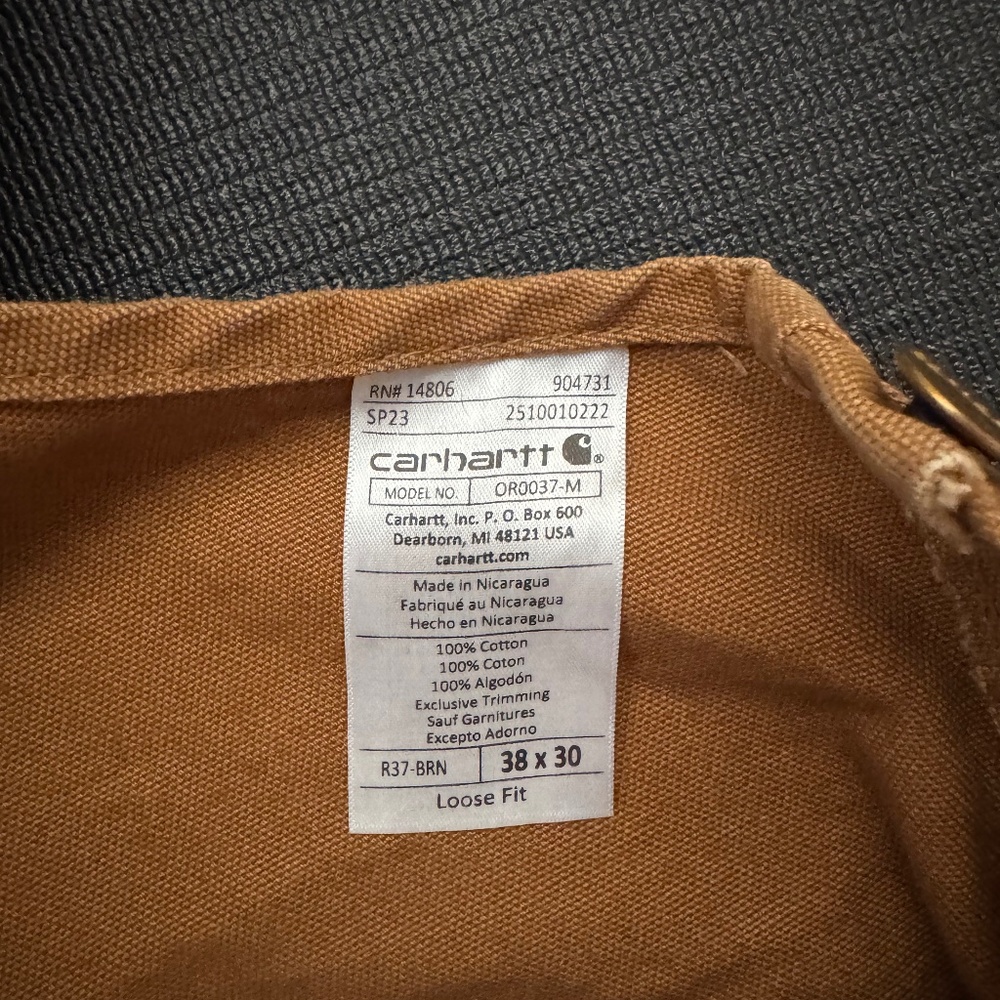 RN# 14806 904731
SP23 2510010222
carhartt ®
MODEL NO. OR0037-M
Carhartt, Inc. P. O. Box 600
Dearborn, MI 48121 USA
carhartt.com
Made in Nicaragua
Fabriqué au Nicaragua
Hecho en Nicaragua
100% Cotton
100% Coton
100% Algodón
Exclusive Trimming
Sauf Garnitures
Excepto Adorno
R37-BRN 38 x 30
Loose Fit